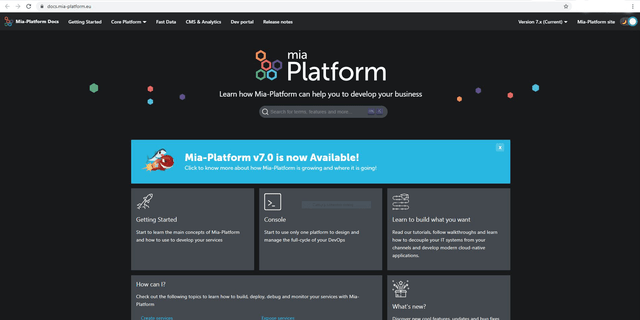 docs.mia-platform.eu
Mia-Platform Docs Getting Started Core Platform Fast Data CMS & Analytics Dev portal Release notes Version 7.x (Current) Mia-Platform site
mia
Platform
Learn how Mia-Platform can help you to develop your business
Search for terms, features, and more
Mia-Platform v7.0 is now Available!
Click to know more about how Mia-Platform is growing and where it is going!
Getting Started
Start to learn the main concepts of Mia-Platform
and how to use to develop your services
Console
Start to use only one platform to design and
manage the full-cycle of your DevOps
Learn to build what you want
Read our tutorials, follow walkthroughs and learn
how to decouple your IT systems from your
channels and develop modern cloud-native
applications.
How can I?
Check out the following topics to learn how to build, deploy, debug and monitor your services with Mia-
Platform
Create services Expose services
What's new?
Discover new cool features, updates and bug fixes